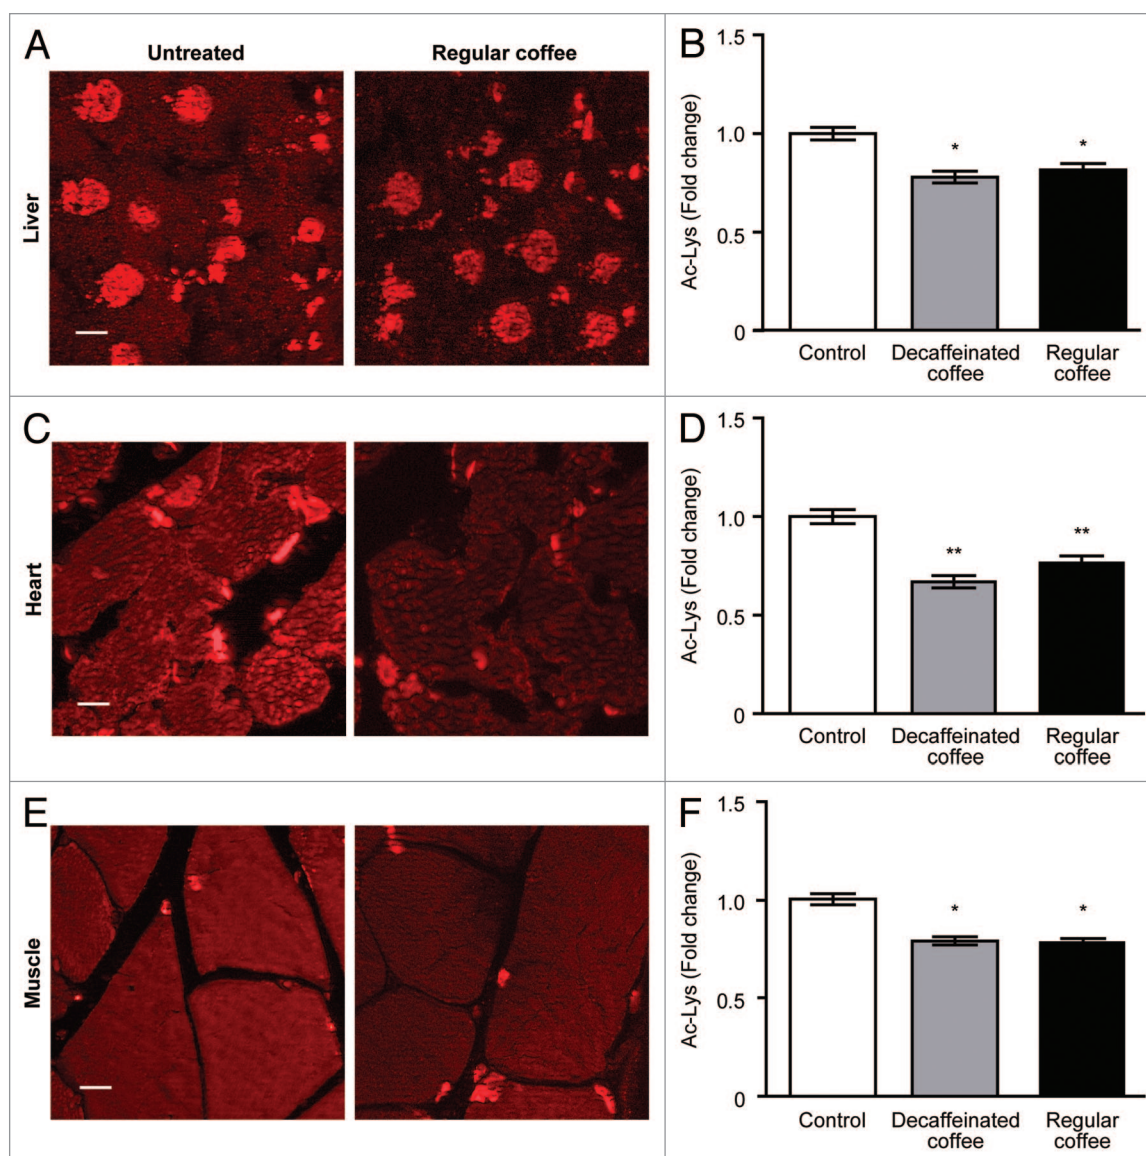 A
Untreated
Regular coffee
Liver
B
Ac-Lys (Fold change)
1.5
1.0
0.5
0
*
*
Control
Decaffeinated
coffee
Regular
coffee
C
Heart
D
Ac-Lys (Fold change)
1.5
1.0
0.5
0
**
**
Control
Decaffeinated
coffee
Regular
coffee
E
Muscle
F
Ac-Lys (Fold change)
1.5
1.0
0.5
0
*
*
Control
Decaffeinated
coffee
Regular
coffee